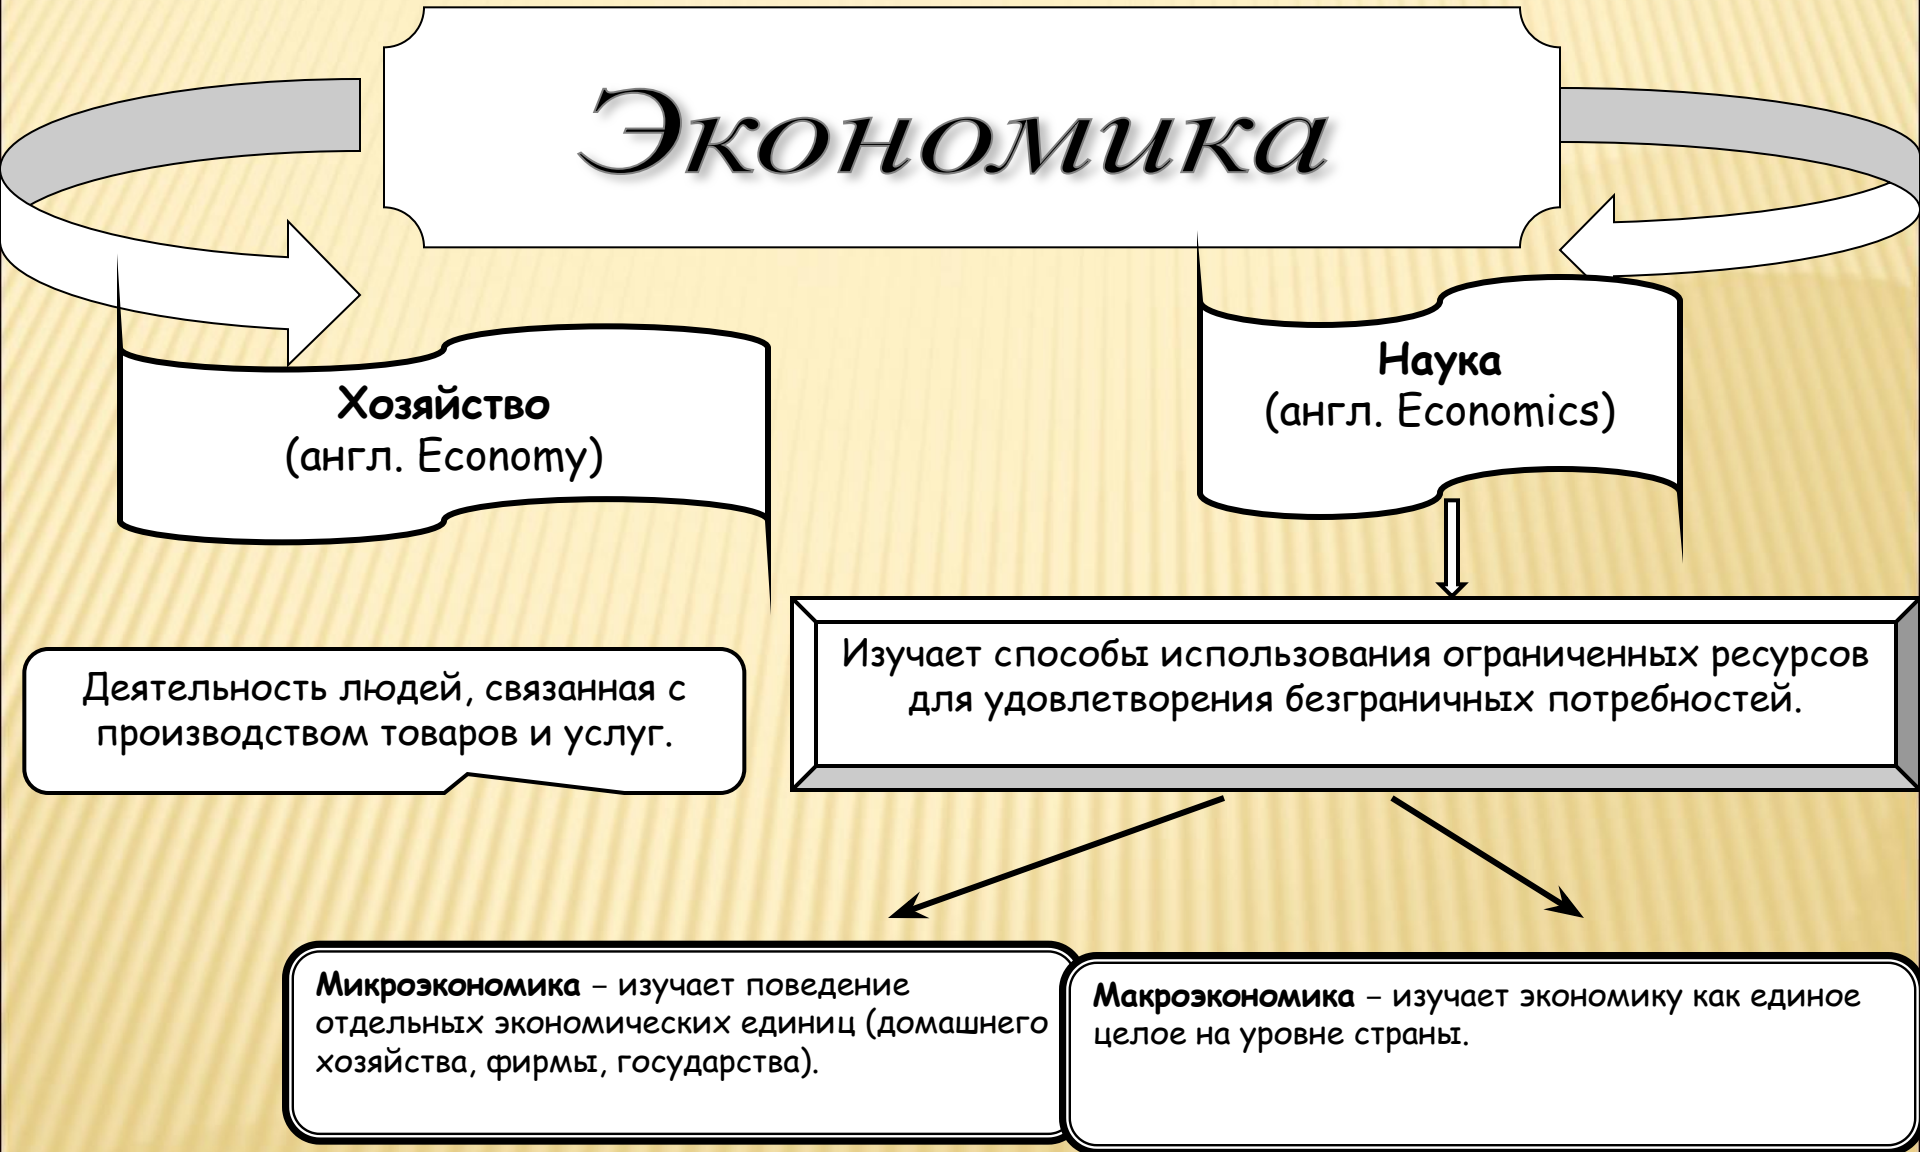 Экономика
Хозяйство
(англ. Economy)
Наука
(англ. Economics)
Деятельность людей, связанная с
производством товаров и услуг.
Изучает способы использования ограниченных ресурсов
для удовлетворения безграничных потребностей.
Микроэкономика – изучает поведение
отдельных экономических единиц (домашнего
хозяйства, фирмы, государства).
Макроэкономика – изучает экономику как единое
целое на уровне страны.